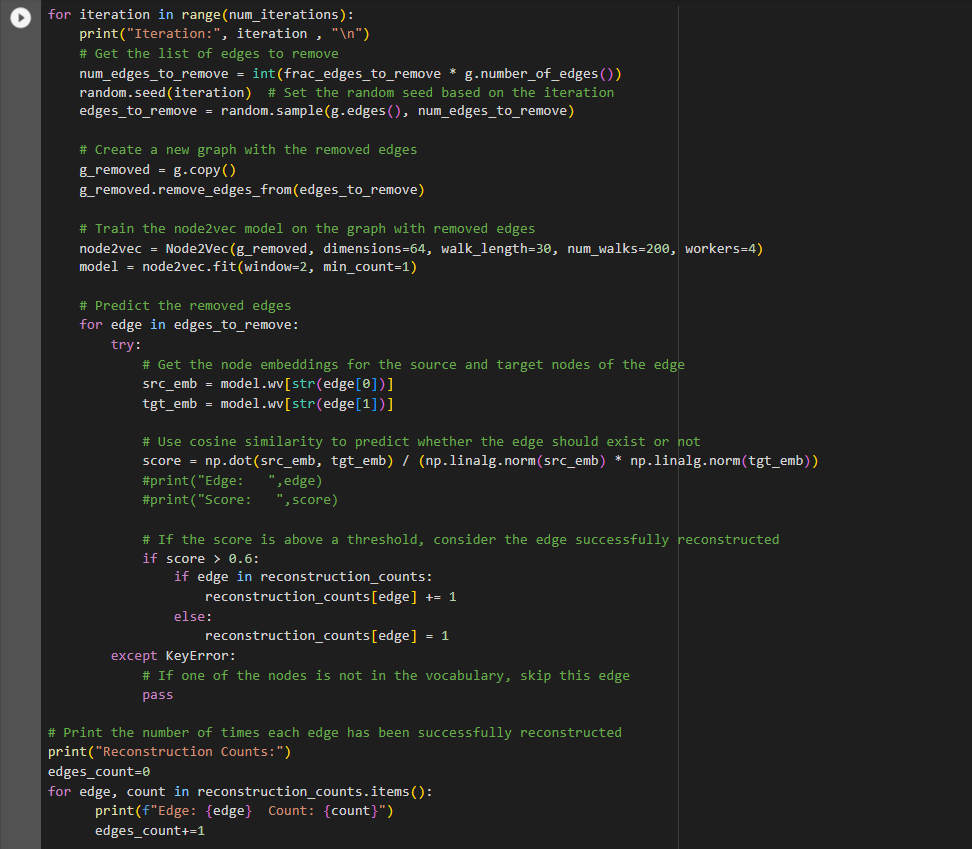 for iteration in range(num_iterations):
    print("Iteration:", iteration , "\n")
    # Get the list of edges to remove
    num_edges_to_remove = int(frac_edges_to_remove * g.number_of_edges())
    random.seed(iteration)  # Set the random seed based on the iteration
    edges_to_remove = random.sample(g.edges(), num_edges_to_remove)

    # Create a new graph with the removed edges
    g_removed = g.copy()
    g_removed.remove_edges_from(edges_to_remove)

    # Train the node2vec model on the graph with removed edges
    node2vec = Node2Vec(g_removed, dimensions=64, walk_length=30, num_walks=200, workers=4)
    model = node2vec.fit(window=2, min_count=1)

    # Predict the removed edges
    for edge in edges_to_remove:
        try:
            # Get the node embeddings for the source and target nodes of the edge
            src_emb = model.wv[str(edge[0])]
            tgt_emb = model.wv[str(edge[1])]

            # Use cosine similarity to predict whether the edge should exist or not
            score = np.dot(src_emb, tgt_emb) / (np.linalg.norm(src_emb) * np.linalg.norm(tgt_emb))
            #print("Edge:   ",edge)
            #print("Score:   ",score)

            # If the score is above a threshold, consider the edge successfully reconstructed
            if score > 0.6:
                if edge in reconstruction_counts:
                    reconstruction_counts[edge] += 1
                else:
                    reconstruction_counts[edge] = 1
        except KeyError:
            # If one of the nodes is not in the vocabulary, skip this edge
            pass

# Print the number of times each edge has been successfully reconstructed
print("Reconstruction Counts:")
edges_count=0
for edge, count in reconstruction_counts.items():
      print(f"Edge: {edge}  Count: {count}")
      edges_count+=1